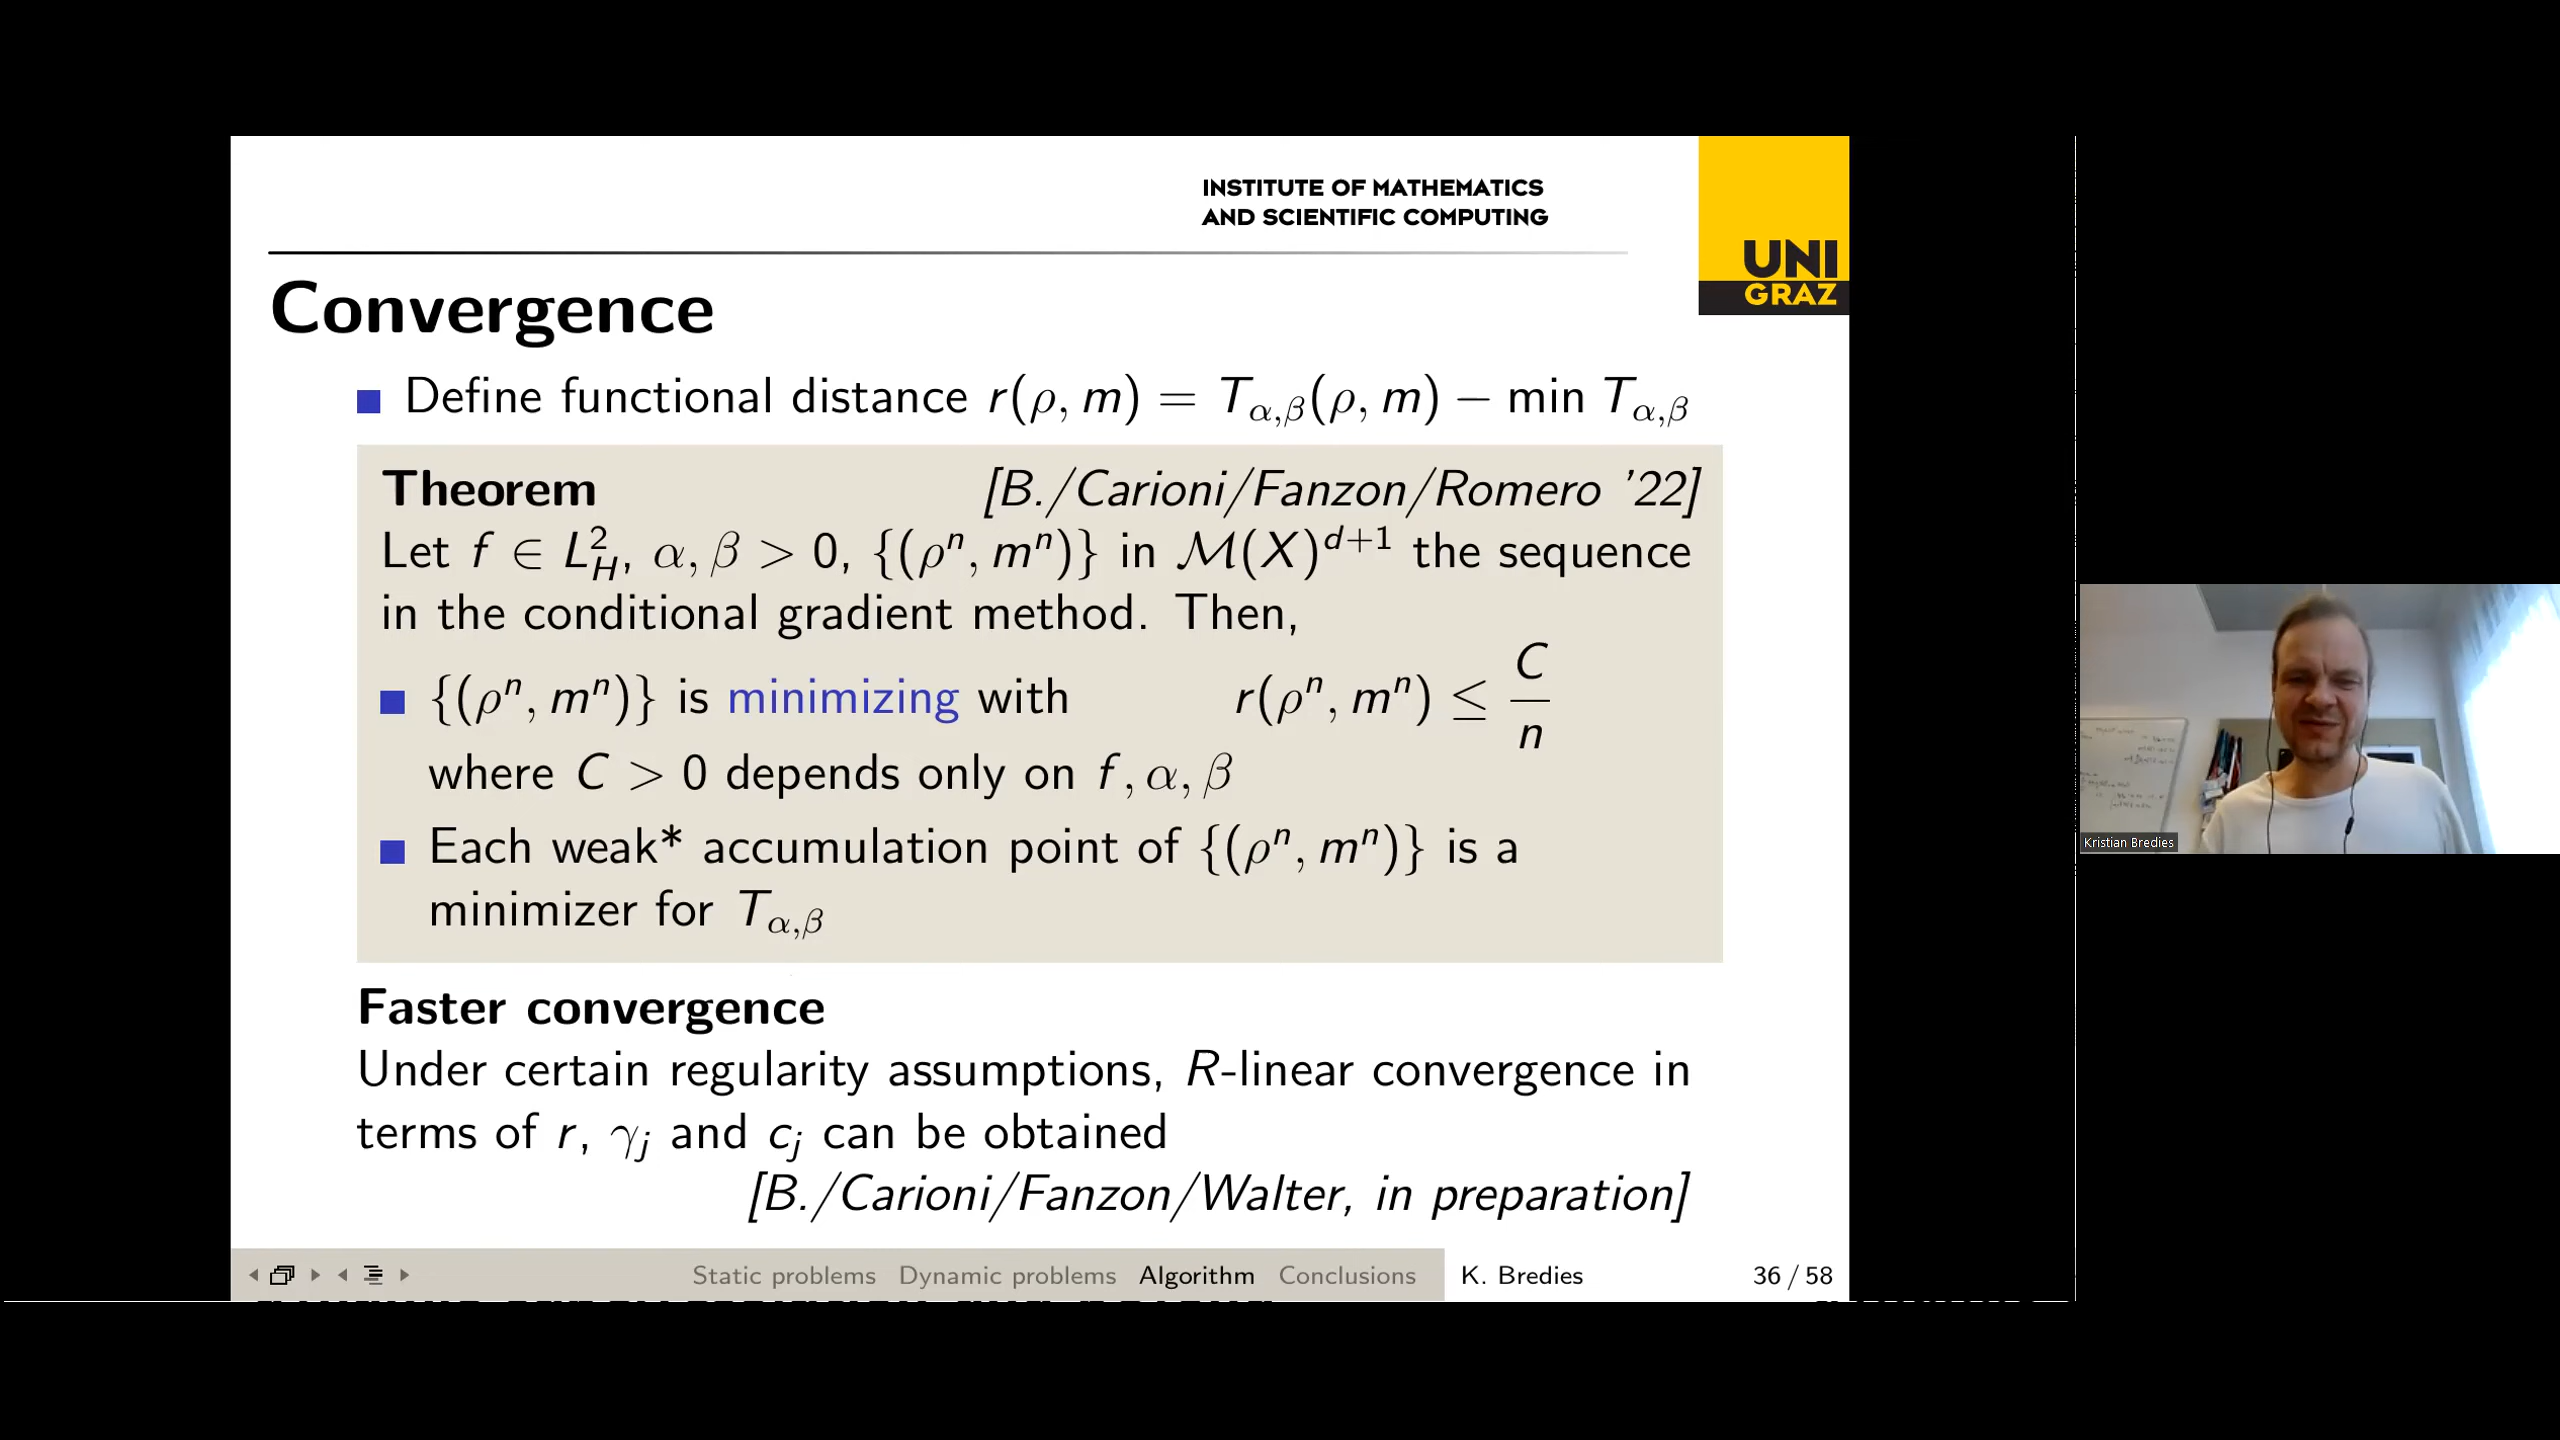 INSTITUTE OF MATHEMATICS
AND SCIENTIFIC COMPUTING
UNI
GRAZ
Convergence
Define functional distance r(ρ, m) = T_{α,β}(ρ, m) − min T_{α,β}
Theorem [B./Carioni/Fanzon/Romero '22]
Let f ∈ L²_H, α, β > 0, {(ρⁿ, mⁿ)} in ℳ(X)^{d+1} the sequence
in the conditional gradient method. Then,
{(ρⁿ, mⁿ)} is minimizing with r(ρⁿ, mⁿ) ≤ C/n
where C > 0 depends only on f, α, β
Each weak* accumulation point of {(ρⁿ, mⁿ)} is a
minimizer for T_{α,β}
Faster convergence
Under certain regularity assumptions, R-linear convergence in
terms of r, γ_j and c_j can be obtained
[B./Carioni/Fanzon/Walter, in preparation]
Static problems Dynamic problems Algorithm Conclusions K. Bredies 36 / 58
Kristian Bredies